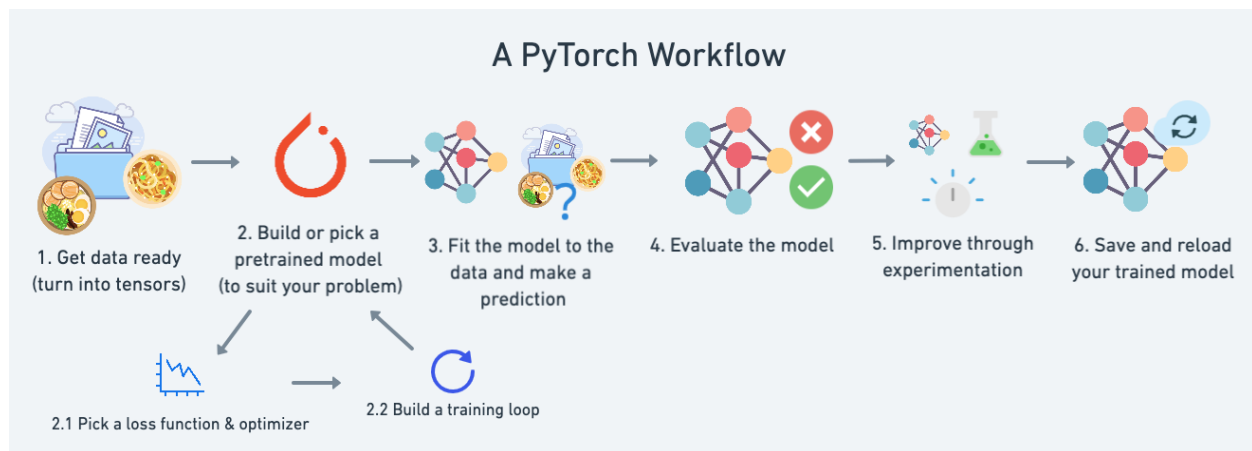 A PyTorch Workflow
1. Get data ready
(turn into tensors)
2. Build or pick a
pretrained model
(to suit your problem)
3. Fit the model to the
data and make a
prediction
4. Evaluate the model
5. Improve through
experimentation
6. Save and reload
your trained model
2.1 Pick a loss function & optimizer
2.2 Build a training loop